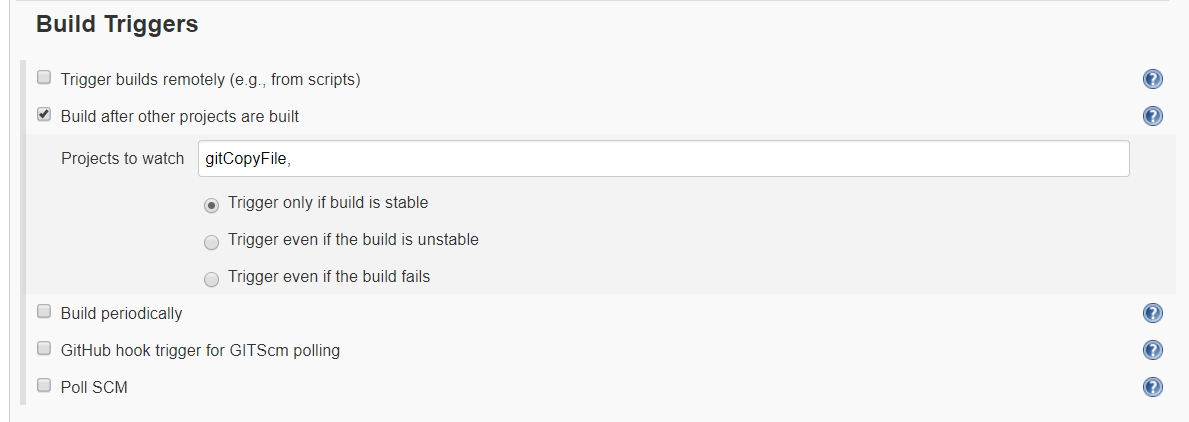 Build Triggers
Trigger builds remotely (e.g., from scripts)
?
Build after other projects are built
?
Projects to watch
gitCopyFile,
Trigger only if build is stable
Trigger even if the build is unstable
Trigger even if the build fails
Build periodically
?
GitHub hook trigger for GITScm polling
?
Poll SCM
?